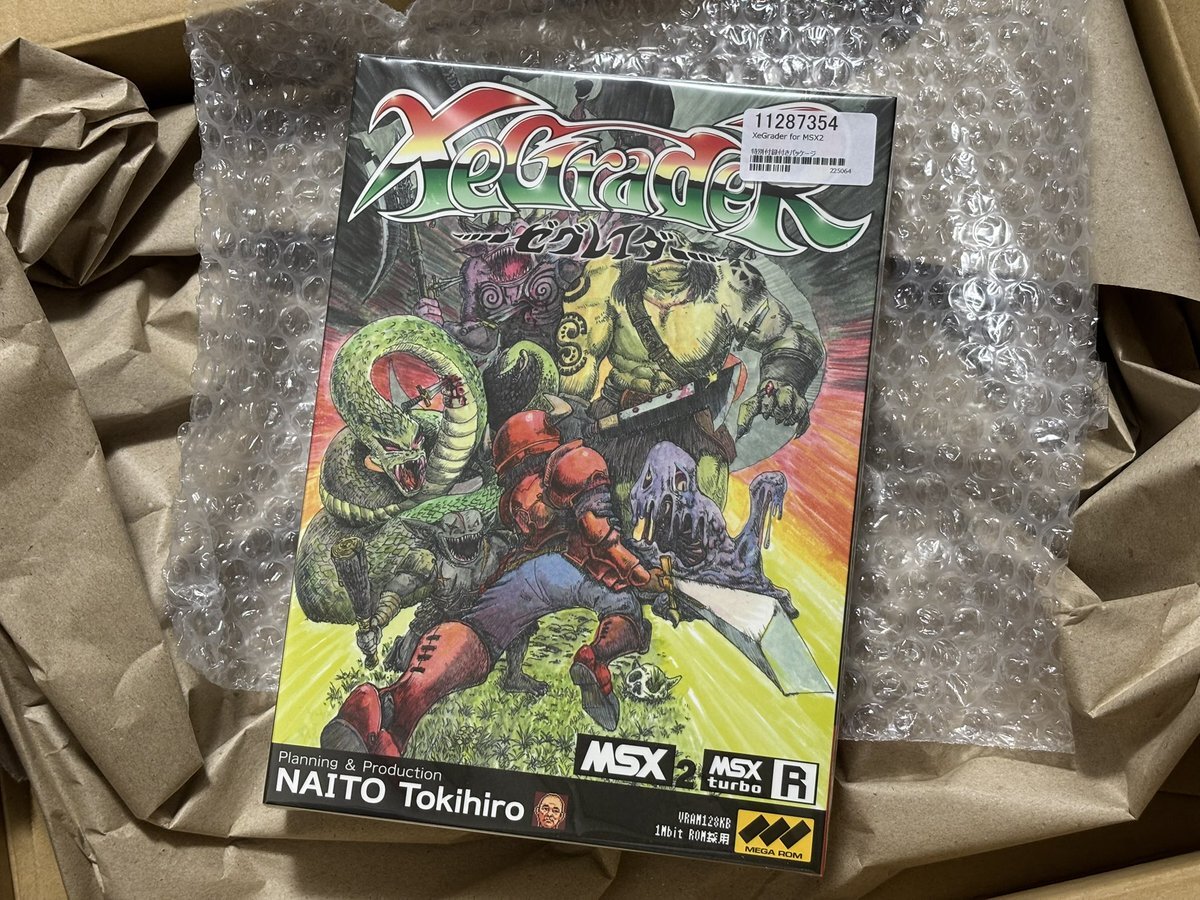 XeGradeR
ゼグレイダー
11287354
XeGrader for MSX2
特別付録付きパッケージ
225064
Planning & Production
NAITO Tokihiro
MSX 2
MSX turbo R
VRAM128KB
1Mbit ROM採用
MEGA ROM